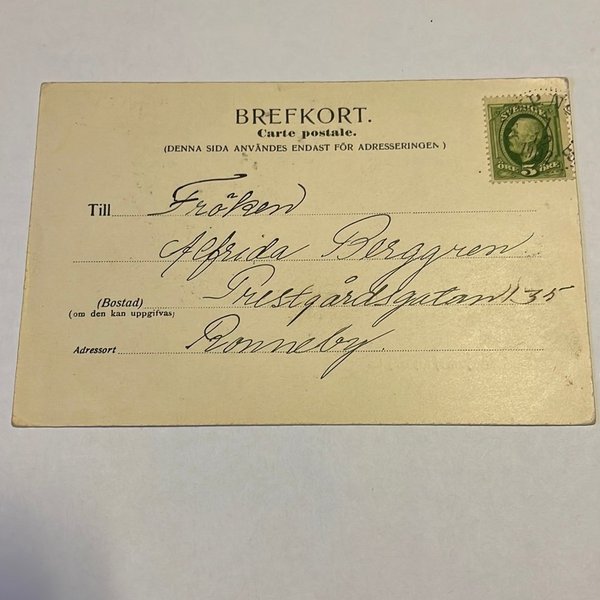 BREFKORT.
Carte postale.
(DENNA SIDA ANVÄNDES ENDAST FÖR ADRESSERINGEN)
SVERIGE
ÖRE 5 ÖRE
Till Fröken
Alfrida Berggren
(Bostad) Prestgårdsgatan 135
(om den kan uppgifvas)
Adressort Ronneby.